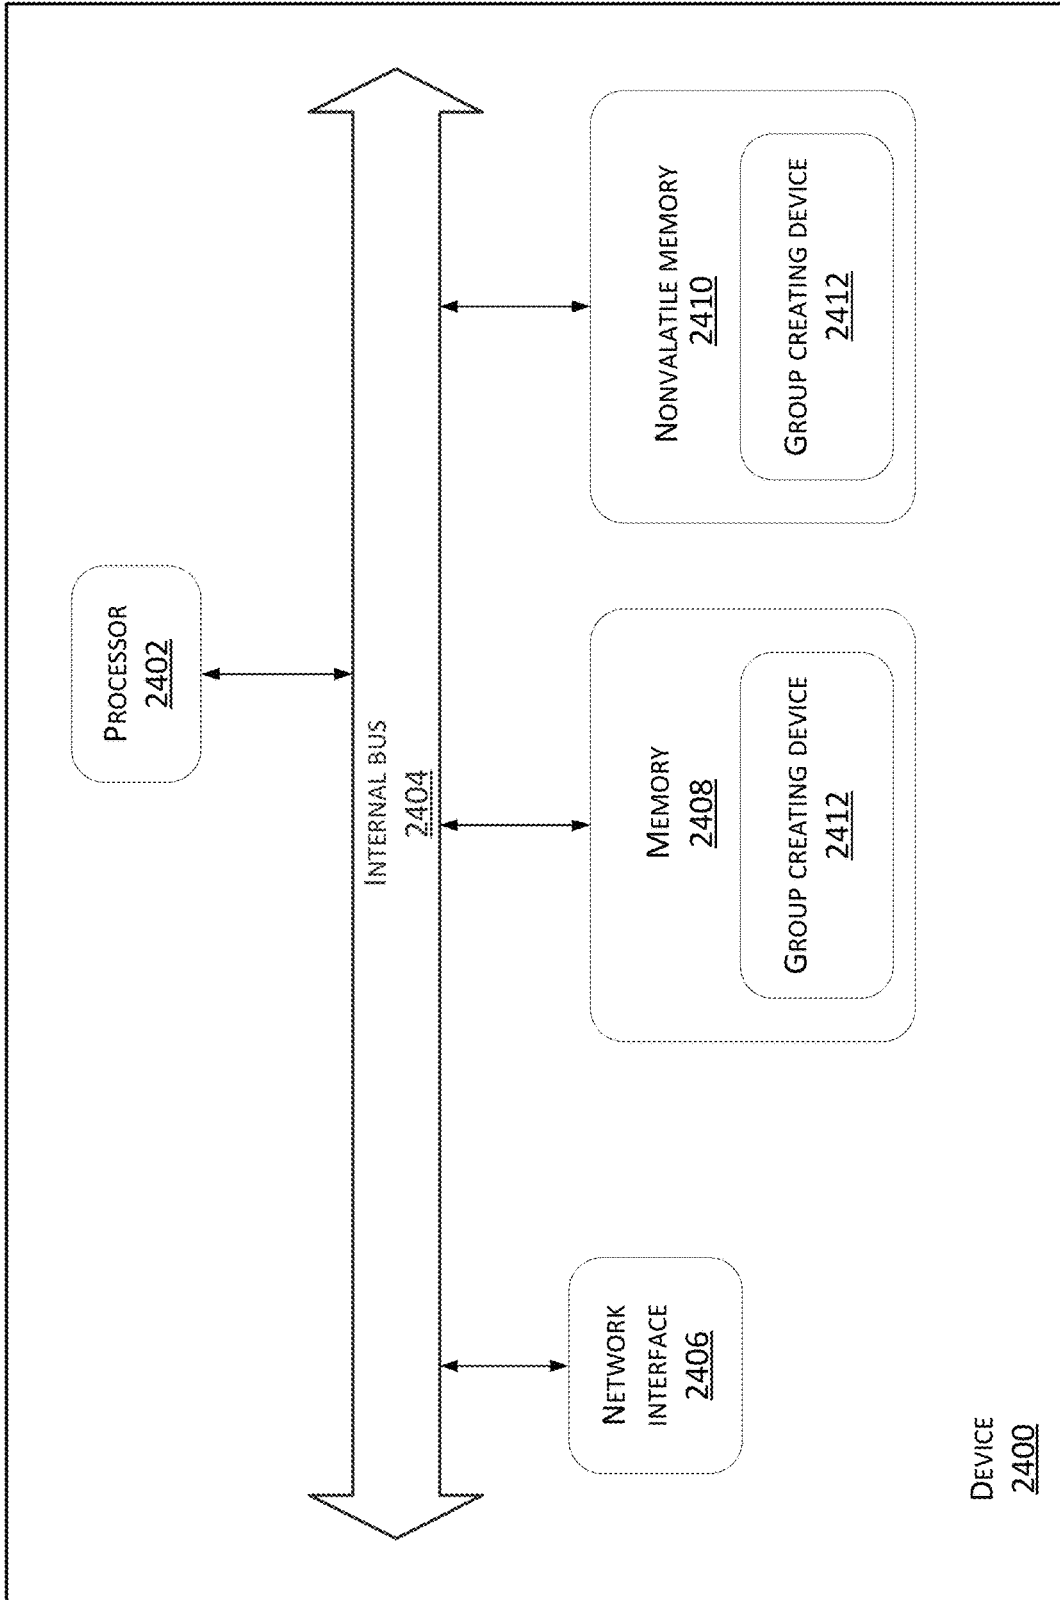 PROCESSOR
2402
INTERNAL BUS
2404
NETWORK
INTERFACE
2406
MEMORY
2408
GROUP CREATING DEVICE
2412
NONVALATILE MEMORY
2410
GROUP CREATING DEVICE
2412
DEVICE
2400